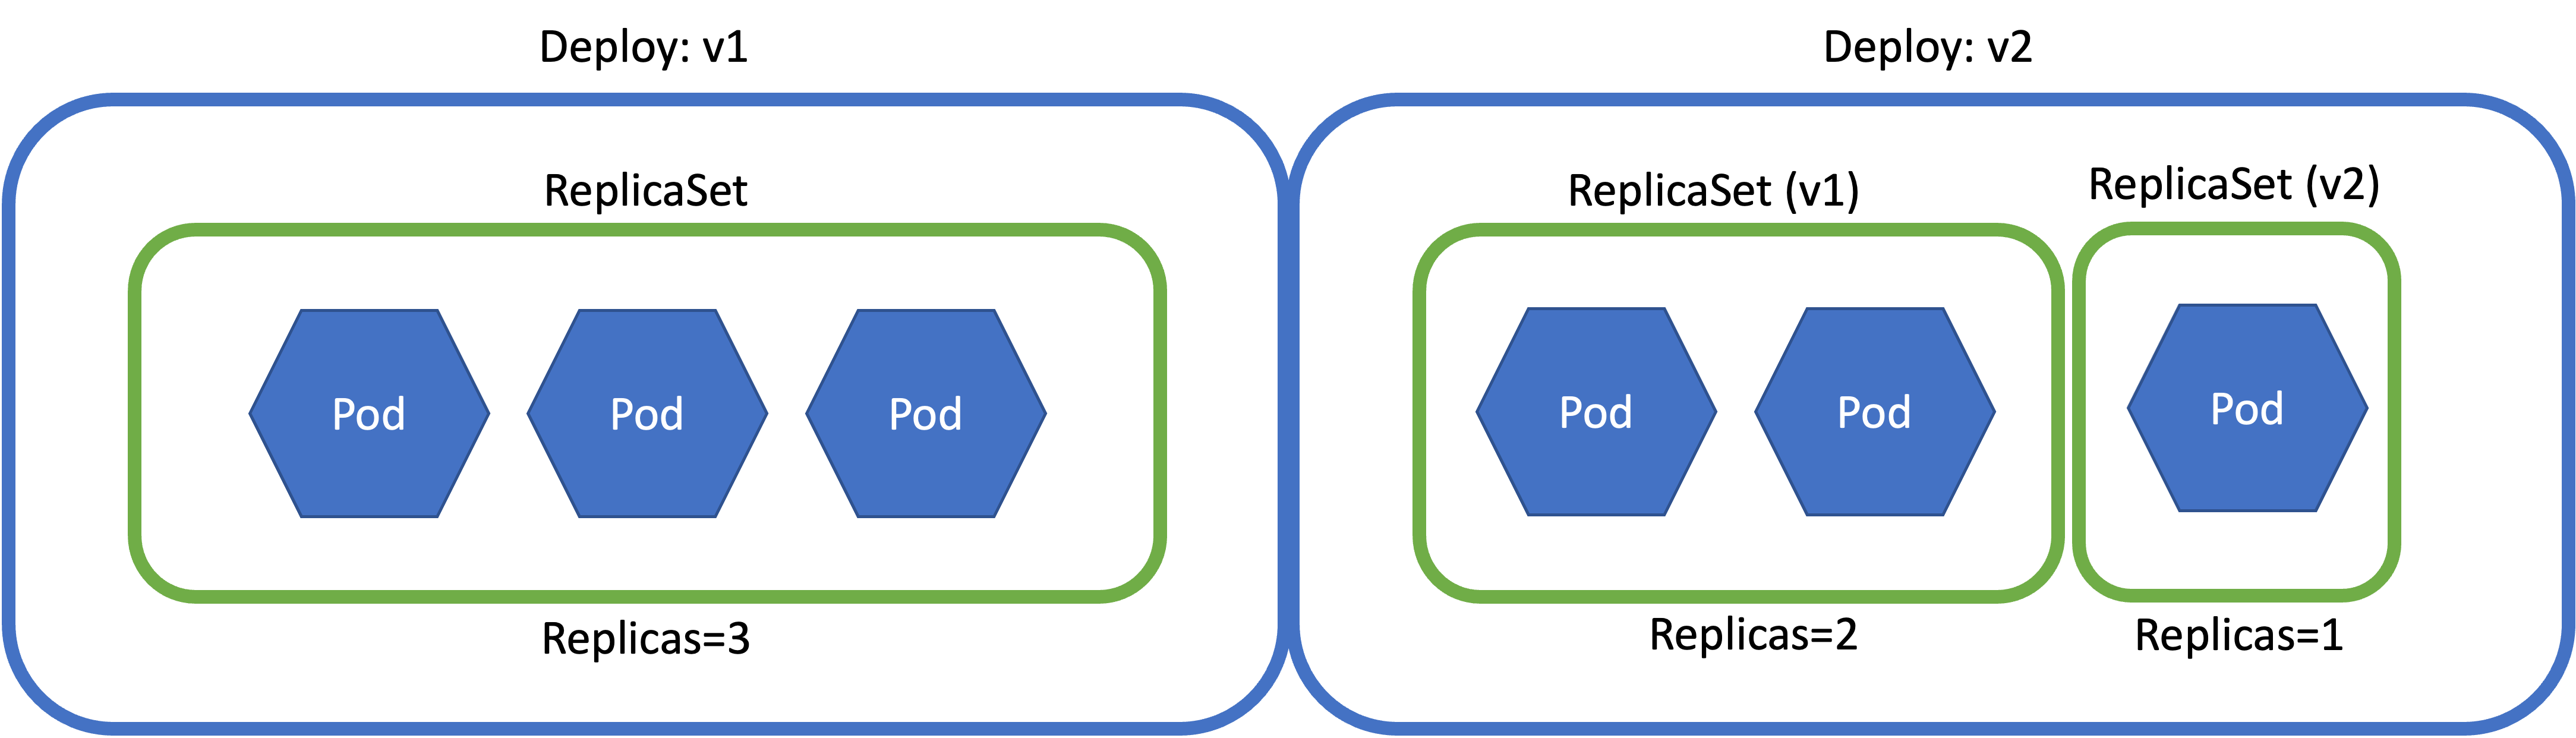 Deploy: v1
ReplicaSet
Pod
Pod
Pod
Replicas=3
Deploy: v2
ReplicaSet (v1)
Pod
Pod
Replicas=2
ReplicaSet (v2)
Pod
Replicas=1